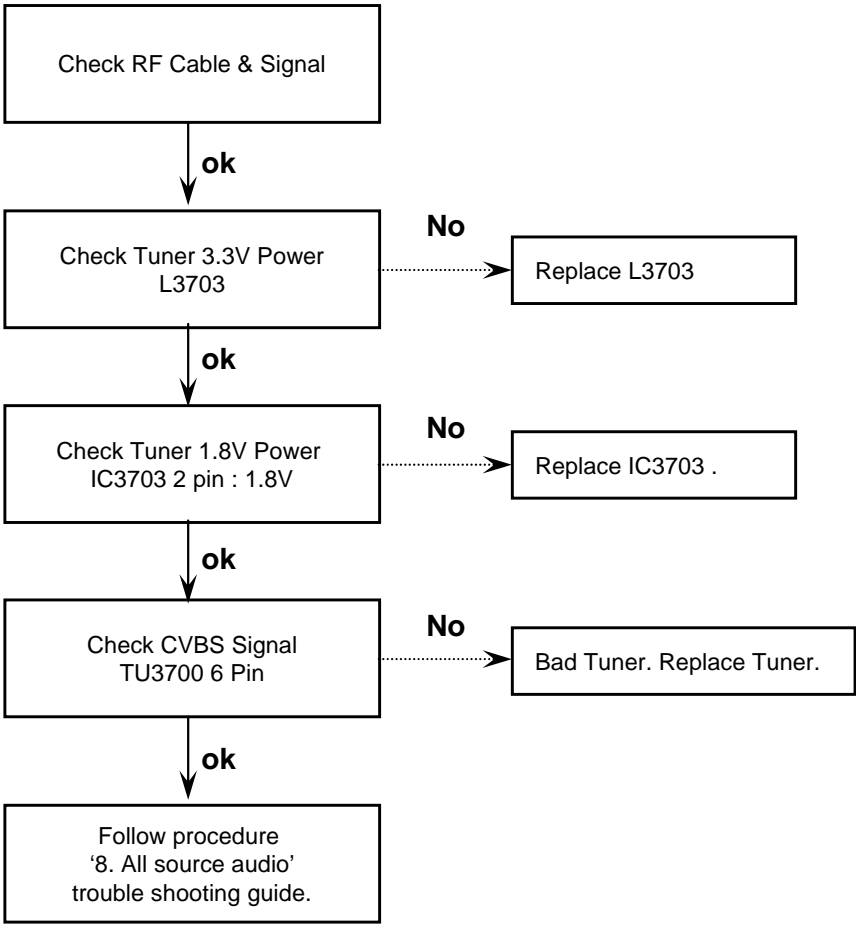 Check RF Cable & Signal
ok
Check Tuner 3.3V Power
L3703
No
Replace L3703
ok
Check Tuner 1.8V Power
IC3703 2 pin : 1.8V
No
Replace IC3703 .
ok
Check CVBS Signal
TU3700 6 Pin
No
Bad Tuner. Replace Tuner.
ok
Follow procedure
‘8. All source audio’
trouble shooting guide.